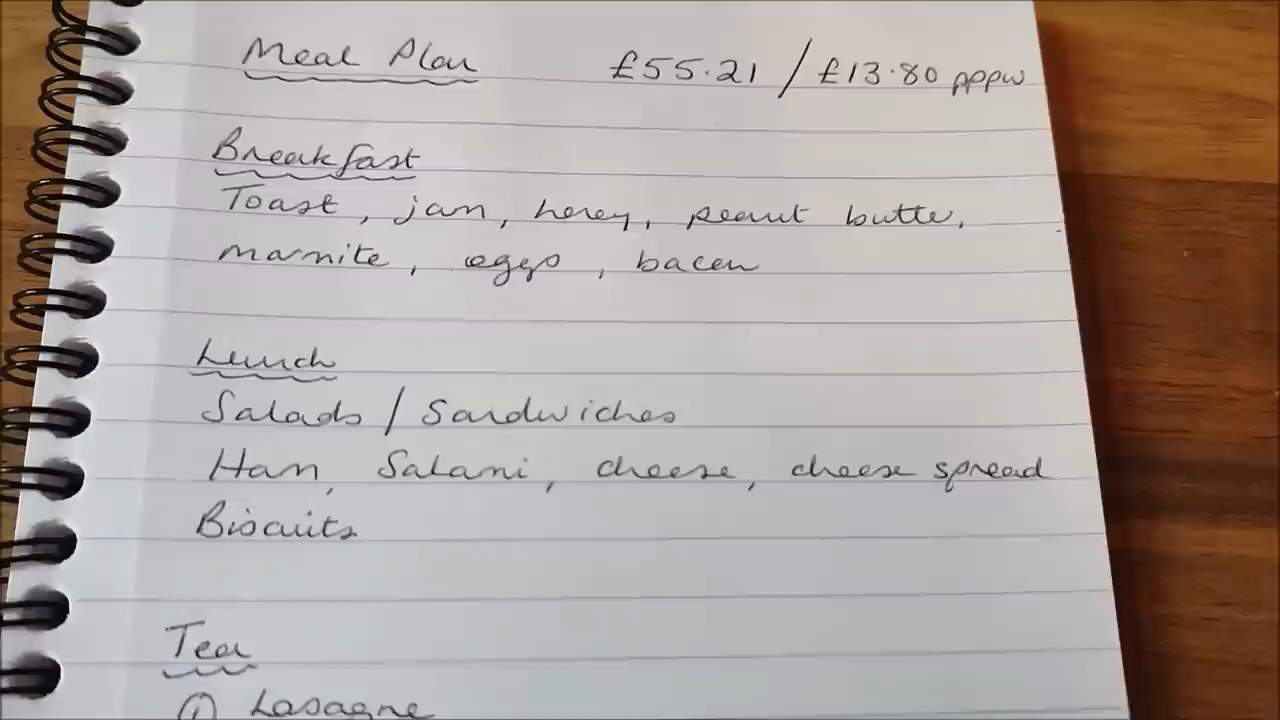 Meal Plan £55.21 / £13.80 pppw
Breakfast
Toast, jam, honey, peanut butter,
marmite, eggs, bacon
Lunch
Salads / Sandwiches
Ham, Salami, cheese, cheese spread
Biscuits
Tea
① Lasagne